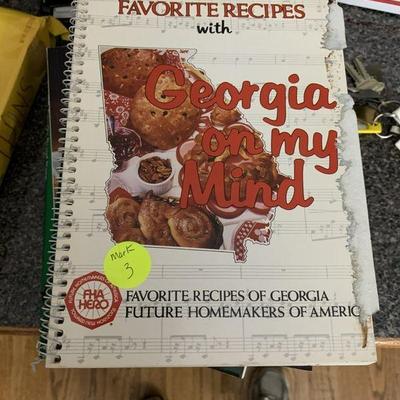 FAVORITE RECIPES
with
Georgia
on my
Mind
mark
3
FHA
HERO
FAVORITE RECIPES OF GEORGIA
FUTURE HOMEMAKERS OF AMERIC